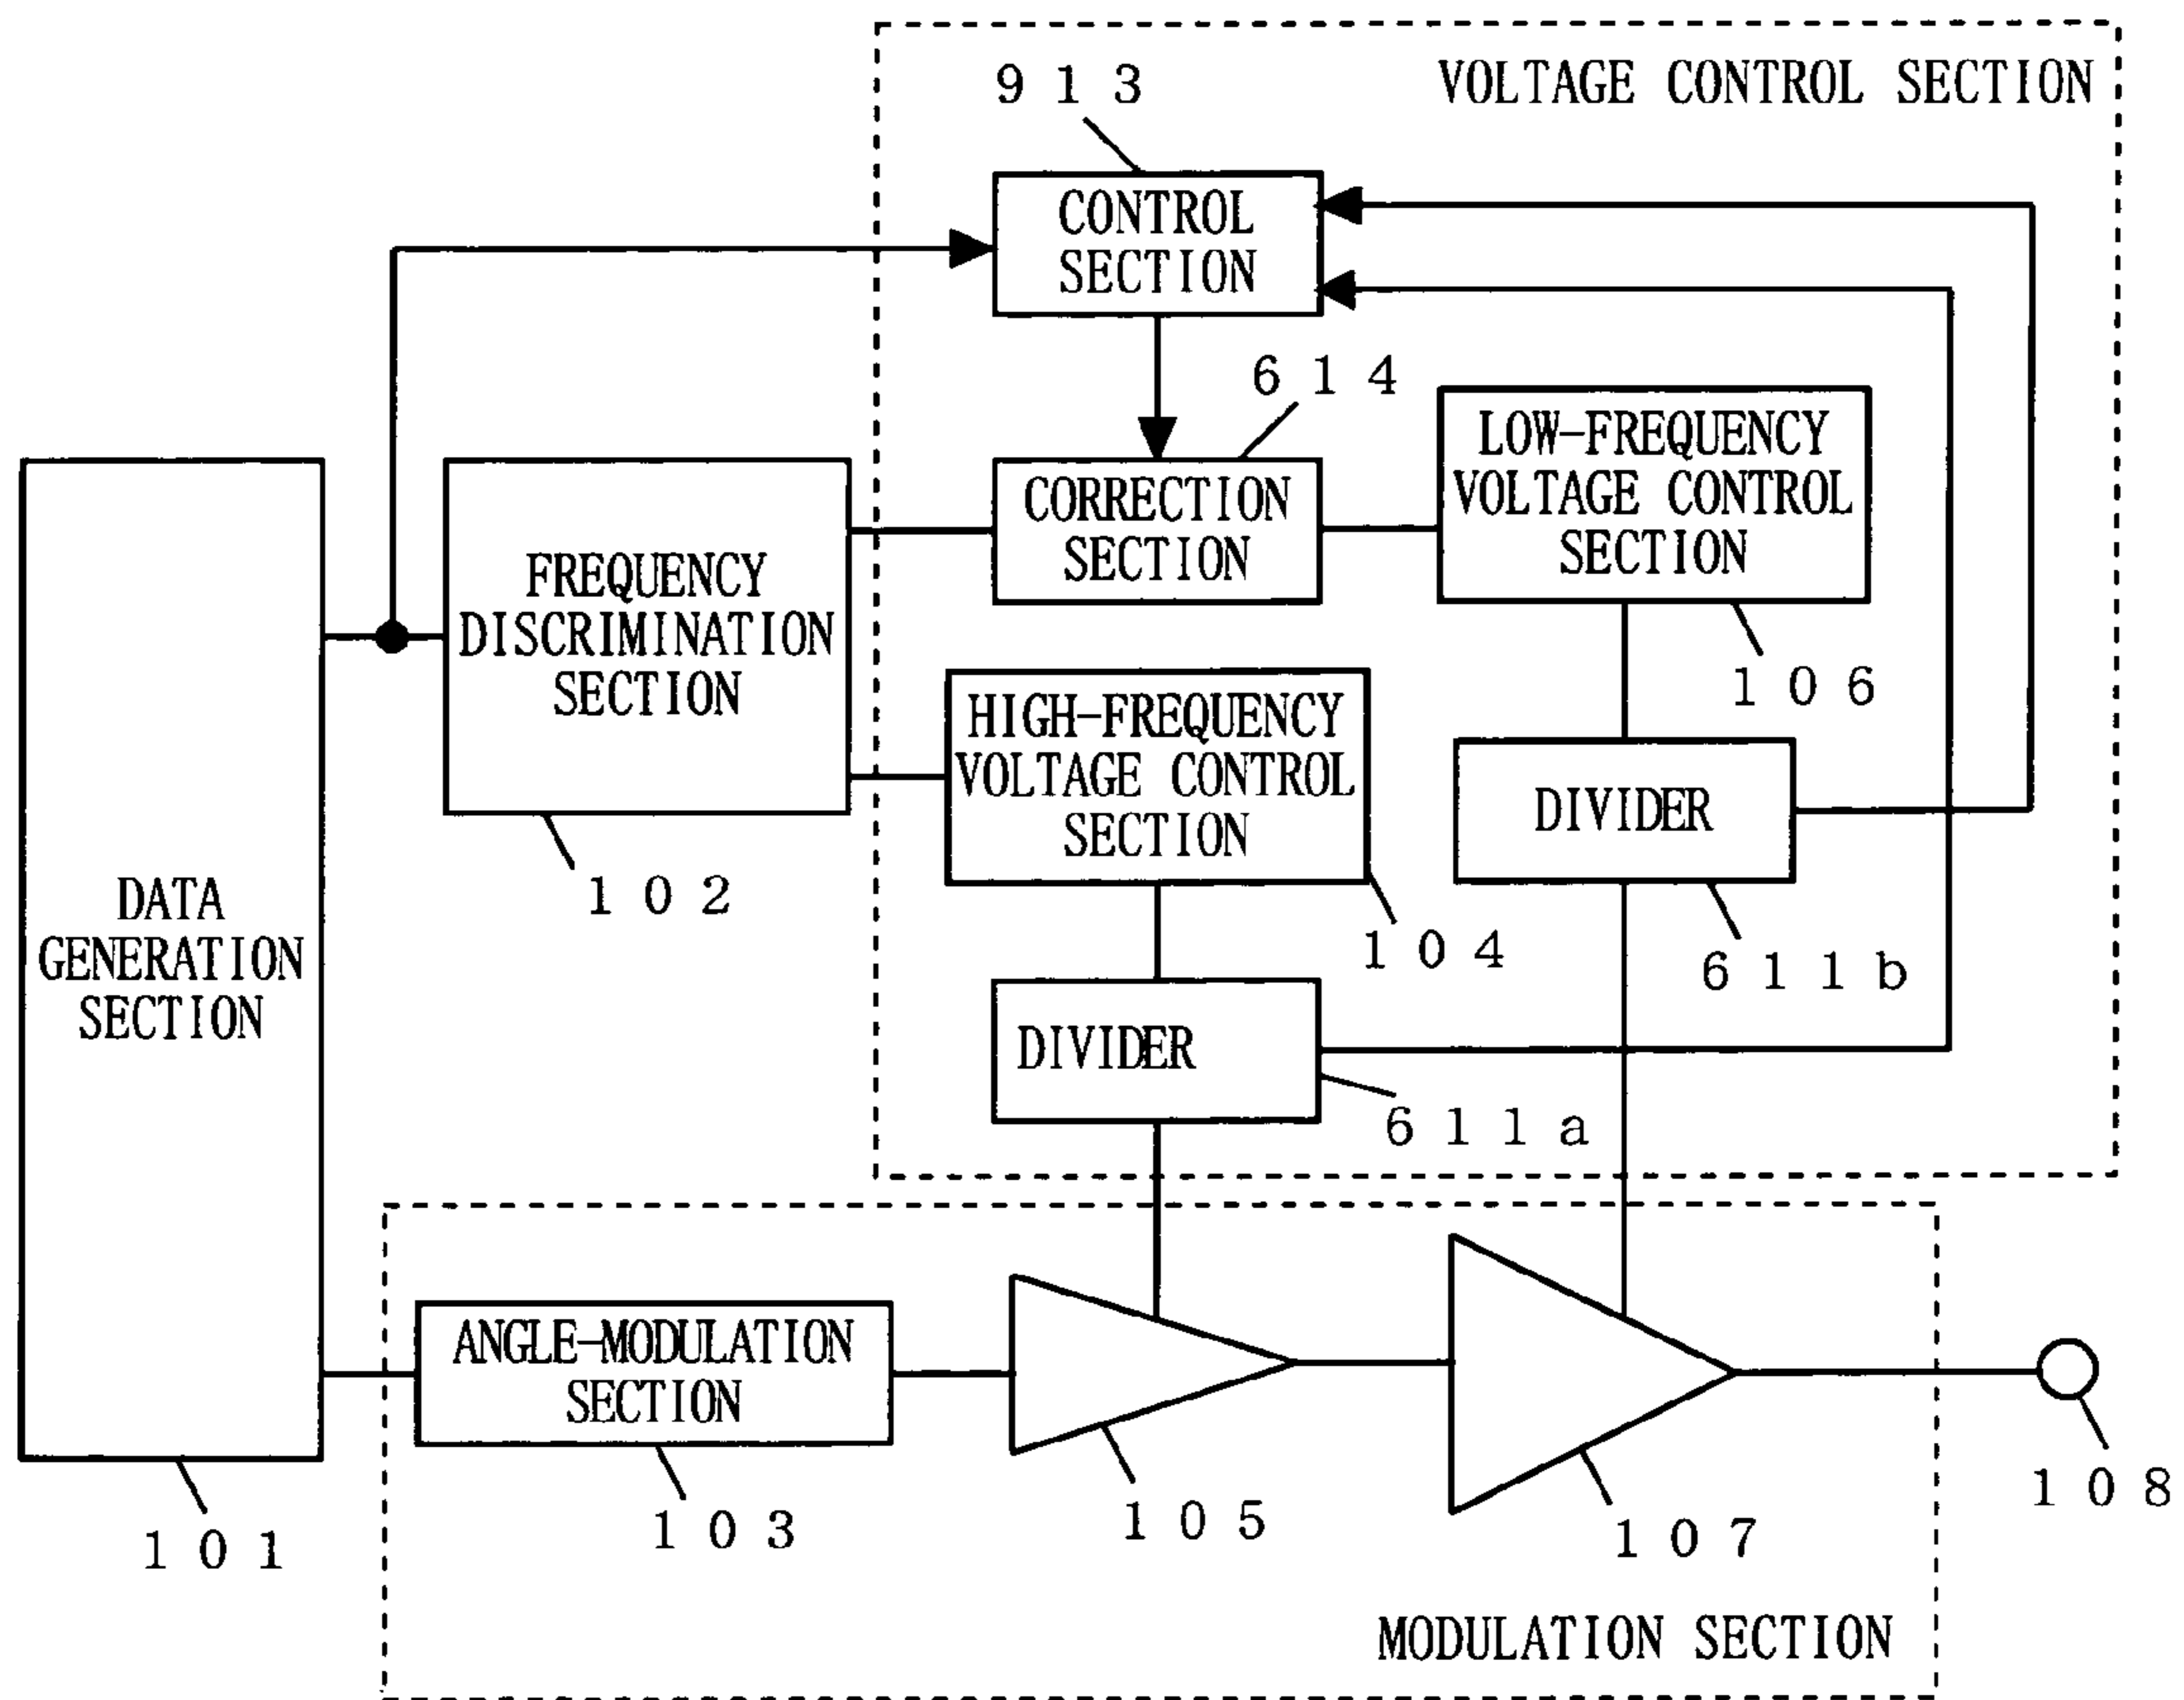 VOLTAGE CONTROL SECTION
913
CONTROL
SECTION
614
CORRECTION
SECTION
LOW-FREQUENCY
VOLTAGE CONTROL
SECTION
106
FREQUENCY
DISCRIMINATION
SECTION
102
HIGH-FREQUENCY
VOLTAGE CONTROL
SECTION
104
DIVIDER
611b
DIVIDER
611a
DATA
GENERATION
SECTION
101
ANGLE-MODULATION
SECTION
103
105
107
108
MODULATION SECTION